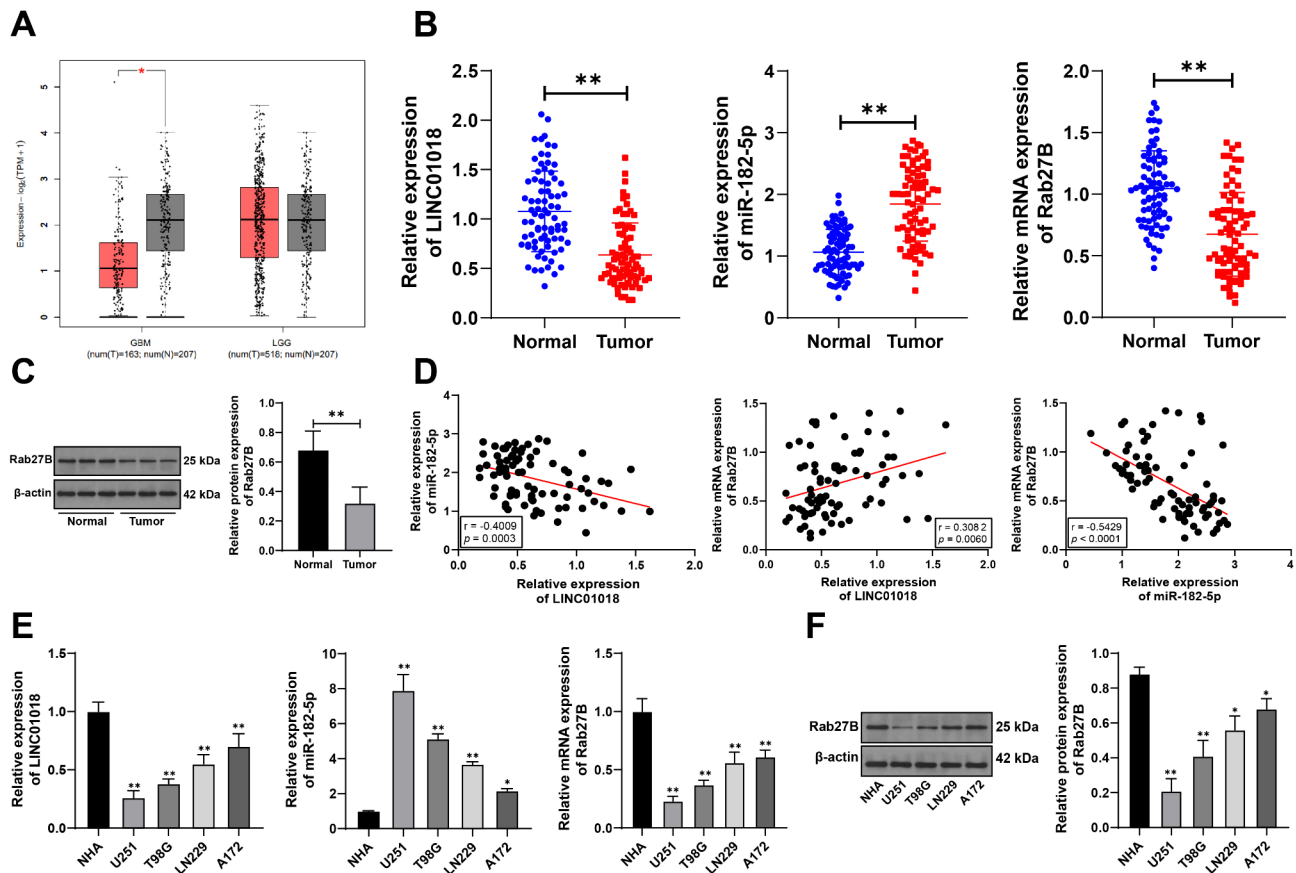 A
Expression − log₂(TPM + 1)
5
4
3
2
1
0
*
GBM
(num(T)=163; num(N)=207)
LGG
(num(T)=518; num(N)=207)
B
Relative expression
of LINC01018
2.5
2.0
1.5
1.0
0.5
0.0
**
Normal
Tumor
Relative expression
of miR-182-5p
4
3
2
1
0
**
Normal
Tumor
Relative mRNA expression
of Rab27B
2.0
1.5
1.0
0.5
0.0
**
Normal
Tumor
C
Rab27B
25 kDa
β-actin
42 kDa
Normal
Tumor
Relative protein expression
of Rab27B
1.0
0.8
0.6
0.4
0.2
0.0
**
Normal
Tumor
D
Relative expression
of miR-182-5p
4
3
2
1
0
r = -0.4009
p = 0.0003
0.0
0.5
1.0
1.5
2.0
Relative expression
of LINC01018
Relative mRNA expression
of Rab27B
1.5
1.0
0.5
0.0
r = 0.3082
p = 0.0060
0.0
0.5
1.0
1.5
2.0
Relative expression
of LINC01018
Relative mRNA expression
of Rab27B
1.5
1.0
0.5
0.0
r = -0.5429
p < 0.0001
0
1
2
3
4
Relative expression
of miR-182-5p
E
Relative expression
of LINC01018
1.5
1.0
0.5
0.0
**
**
**
**
NHA
U251
T98G
LN229
A172
Relative expression
of miR-182-5p
10
8
6
4
2
0
**
**
**
*
NHA
U251
T98G
LN229
A172
Relative mRNA expression
of Rab27B
1.5
1.0
0.5
0.0
**
**
**
**
NHA
U251
T98G
LN229
A172
F
Rab27B
25 kDa
β-actin
42 kDa
NHA
U251
T98G
LN229
A172
Relative protein expression
of Rab27B
1.0
0.8
0.6
0.4
0.2
0.0
**
**
*
*
NHA
U251
T98G
LN229
A172